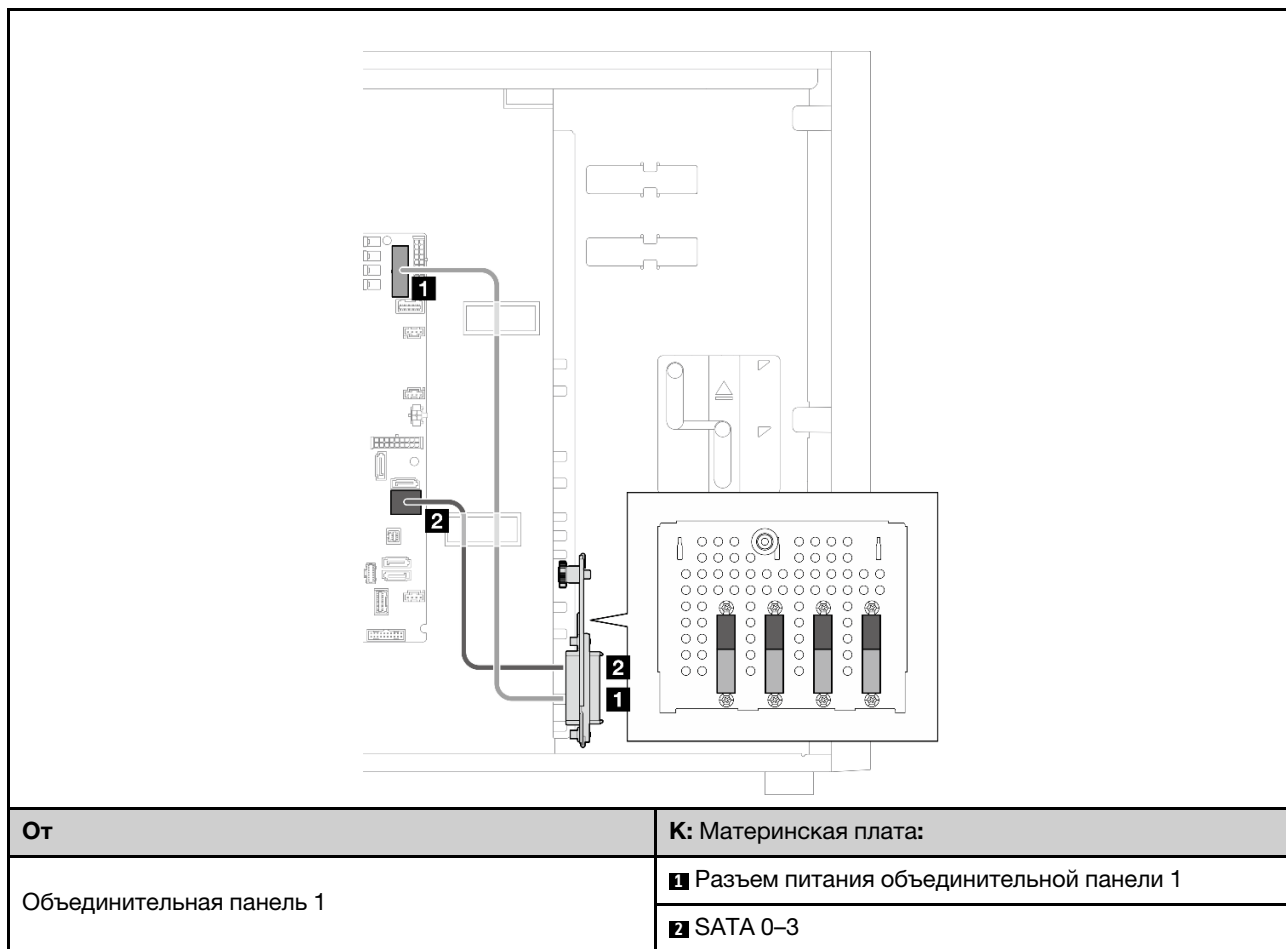 1
2
2
1
От
К: Материнская плата:
Объединительная панель 1
1 Разъем питания объединительной панели 1
2 SATA 0–3